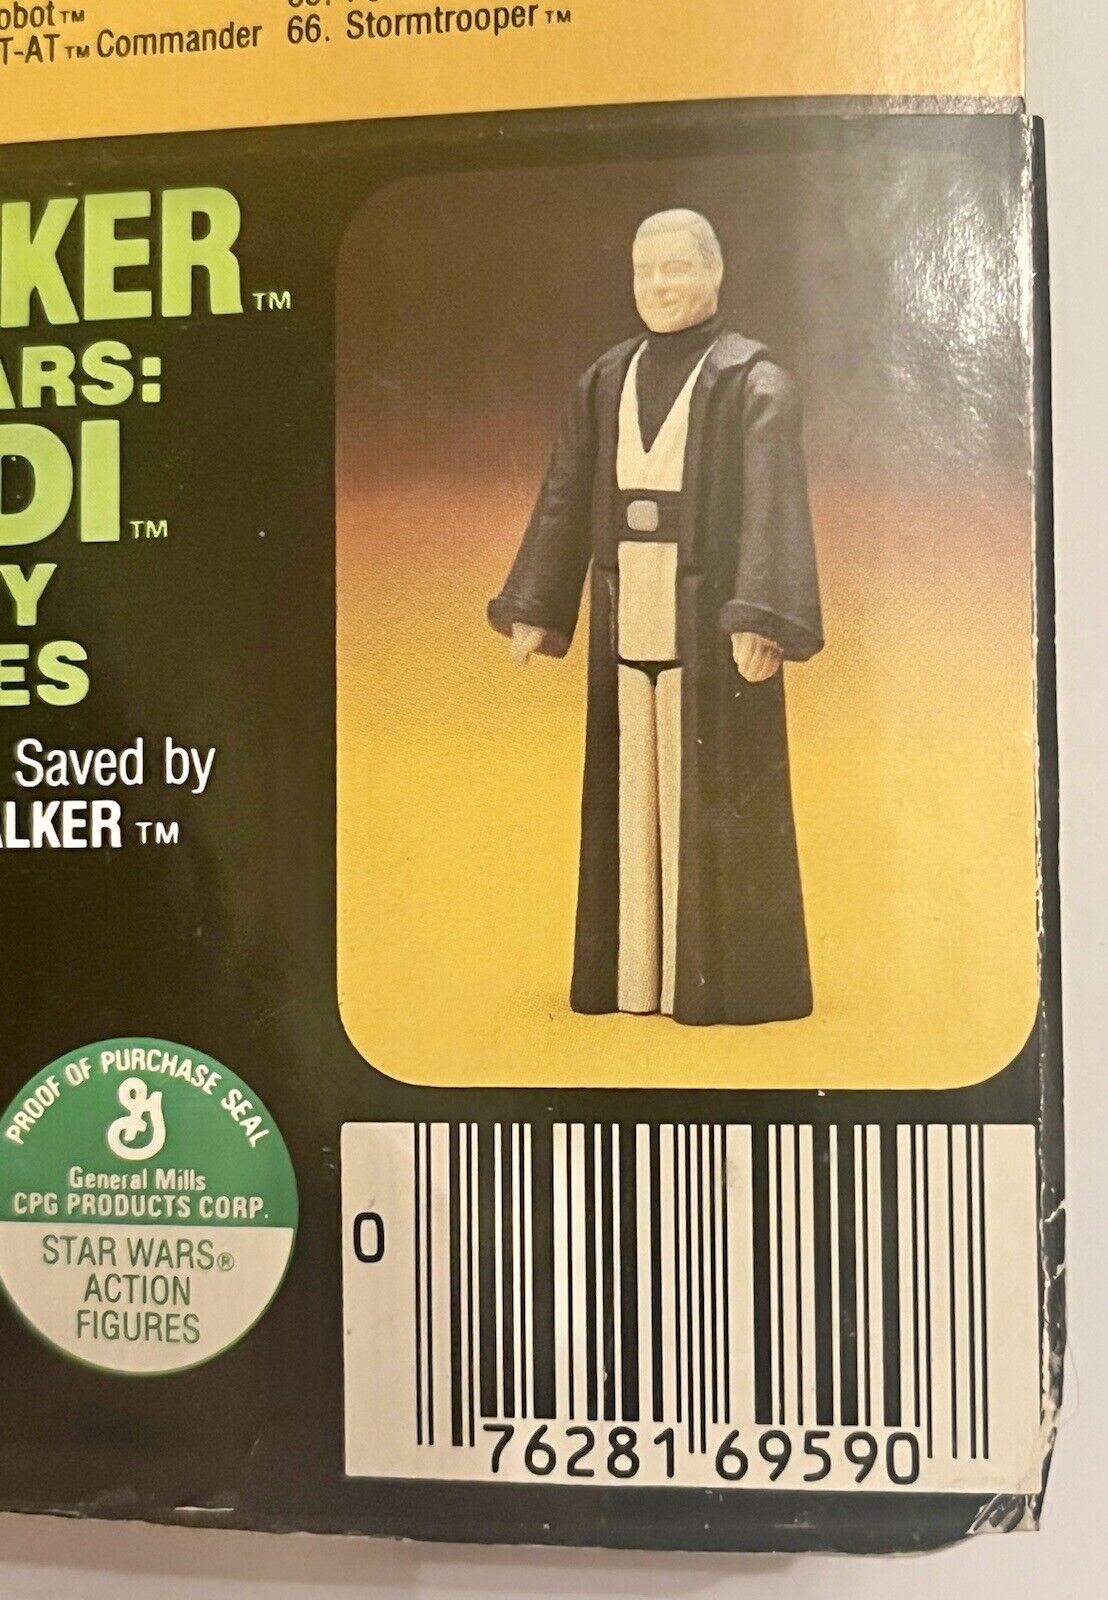 obot™
T-AT™ Commander
66. Stormtrooper™
KER™
ARS:
DI™
Y
ES
Saved by
ALKER™
PROOF OF PURCHASE SEAL
General Mills
CPG PRODUCTS CORP.
STAR WARS®
ACTION
FIGURES
0
76281 69590